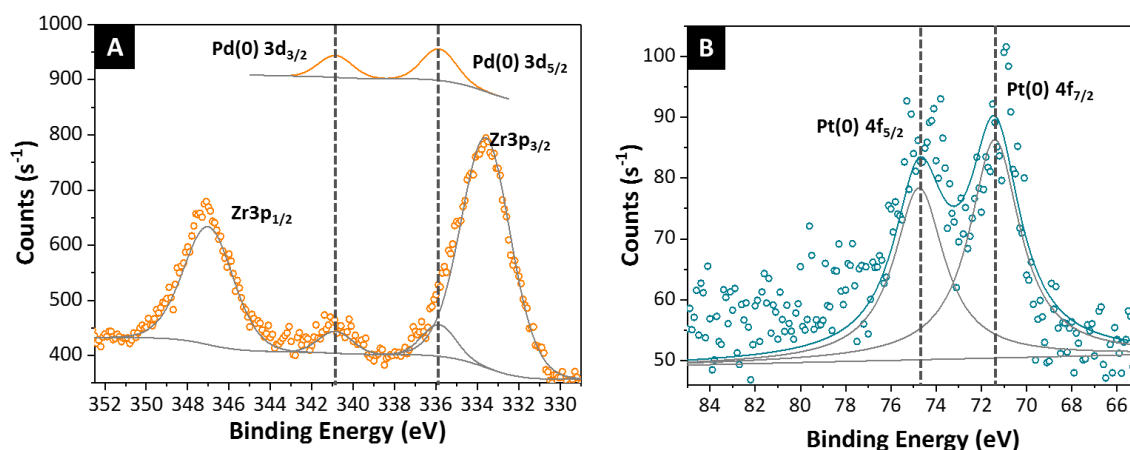 A
Pd(0) 3d3/2
Pd(0) 3d5/2
Zr3p3/2
Zr3p1/2
1000
900
800
700
600
500
400
Counts (s-1)
352 350 348 346 344 342 340 338 336 334 332 330
Binding Energy (eV)
B
Pt(0) 4f7/2
Pt(0) 4f5/2
100
90
80
70
60
50
Counts (s-1)
84 82 80 78 76 74 72 70 68 66
Binding Energy (eV)